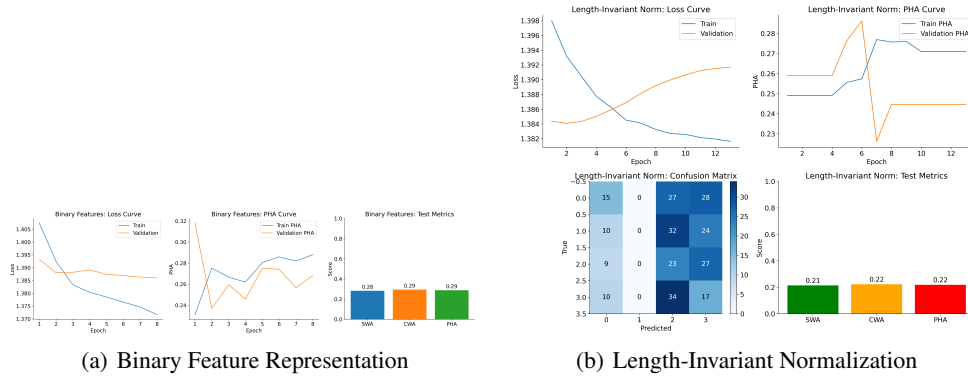 Binary Features: Loss Curve
Train
Validation
1.405
1.400
1.395
1.390
1.385
1.380
1.375
1.370
Loss
1 2 3 4 5 6 7 8
Epoch
Binary Features: PHA Curve
Train PHA
Validation PHA
0.32
0.30
0.28
0.26
0.24
PHA
1 2 3 4 5 6 7 8
Epoch
Binary Features: Test Metrics
1.0
0.8
0.6
0.4
0.2
0.0
Score
0.28 0.29 0.29
SWA CWA PHA
(a) Binary Feature Representation
Length-Invariant Norm: Loss Curve
Train
Validation
1.398
1.396
1.394
1.392
1.390
1.388
1.386
1.384
1.382
Loss
2 4 6 8 10 12
Epoch
Length-Invariant Norm: PHA Curve
Train PHA
Validation PHA
0.28
0.27
0.26
0.25
0.24
0.23
PHA
2 4 6 8 10 12
Epoch
Length-Invariant Norm: Confusion Matrix
−0.5
0.0
0.5
1.0
1.5
2.0
2.5
3.0
3.5
True
15 0 27 28
10 0 32 24
9 0 23 27
10 0 34 17
0 1 2 3
Predicted
30
25
20
15
10
5
0
Length-Invariant Norm: Test Metrics
1.0
0.8
0.6
0.4
0.2
0.0
Score
0.21 0.22 0.22
SWA CWA PHA
(b) Length-Invariant Normalization